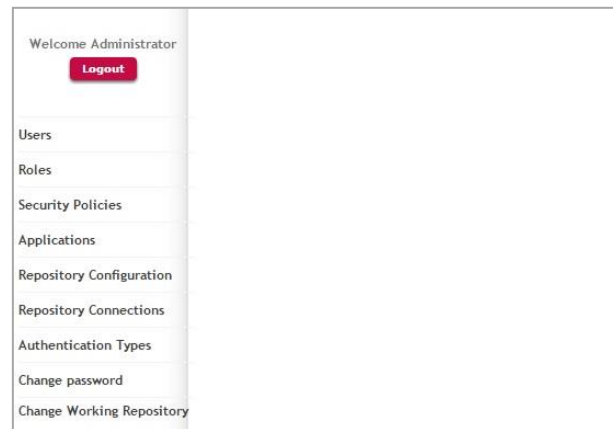 Welcome Administrator
Logout
Users
Roles
Security Policies
Applications
Repository Configuration
Repository Connections
Authentication Types
Change password
Change Working Repository